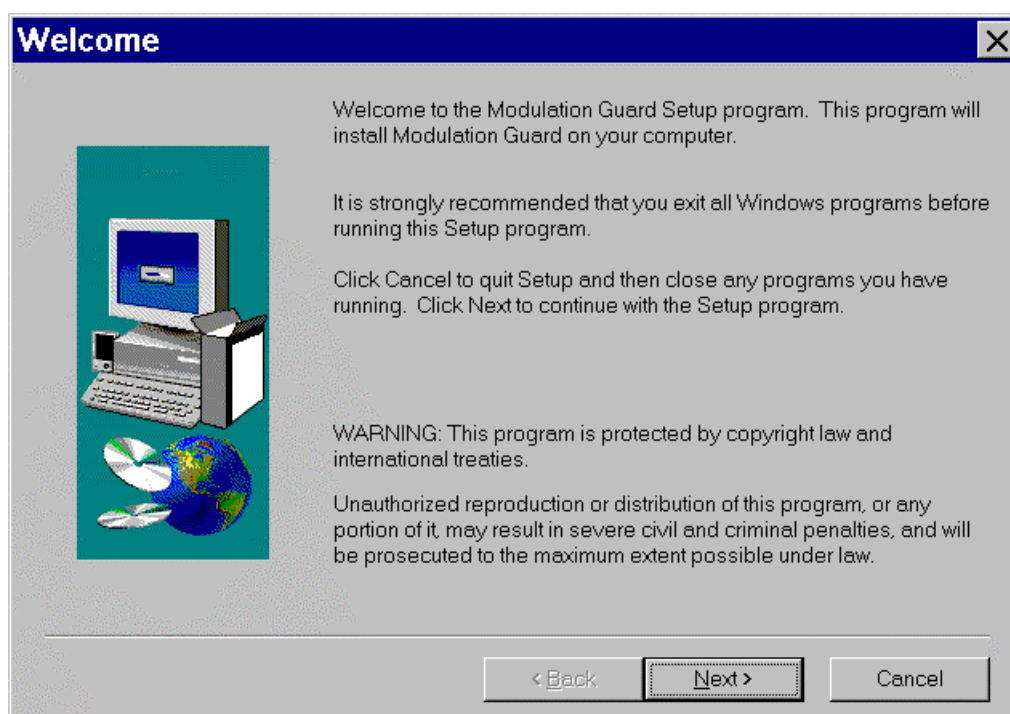 Welcome
Welcome to the Modulation Guard Setup program.  This program will
install Modulation Guard on your computer.
It is strongly recommended that you exit all Windows programs before
running this Setup program.
Click Cancel to quit Setup and then close any programs you have
running.  Click Next to continue with the Setup program.
WARNING: This program is protected by copyright law and
international treaties.
Unauthorized reproduction or distribution of this program, or any
portion of it, may result in severe civil and criminal penalties, and will
be prosecuted to the maximum extent possible under law.
< Back Next > Cancel